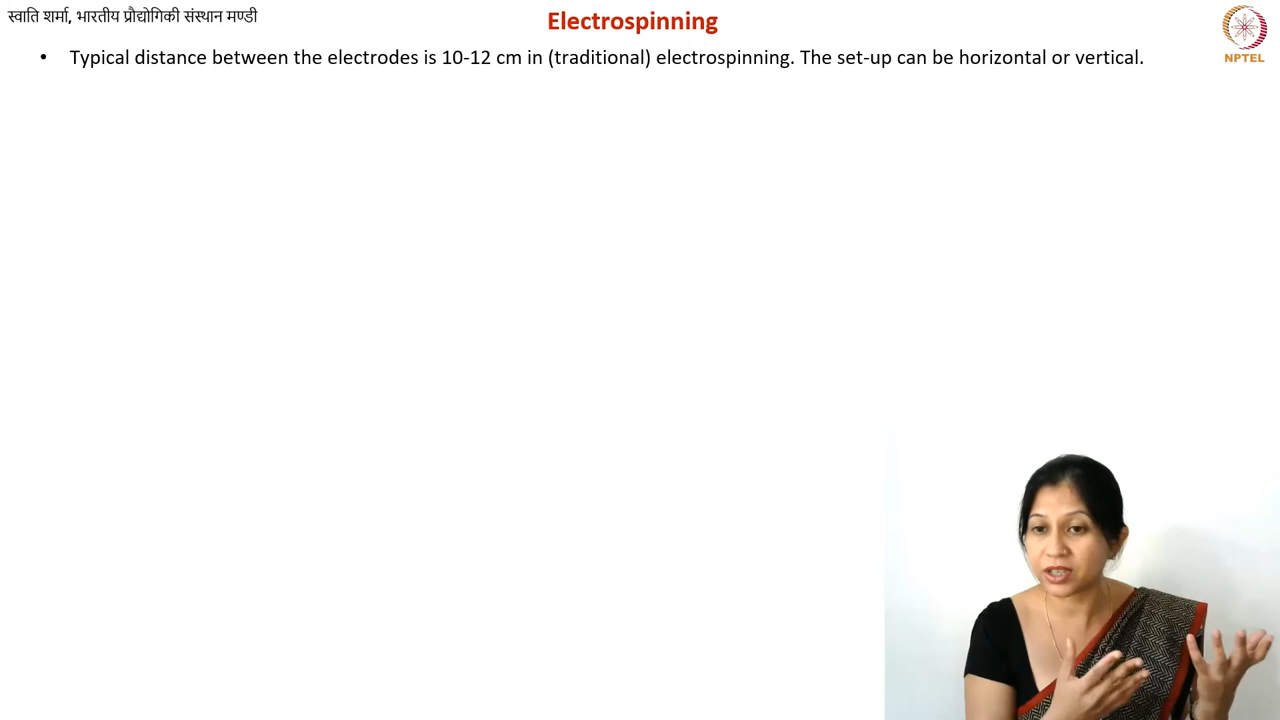 स्वाति शर्मा, भारतीय प्रौद्योगिकी संस्थान मण्डी
Electrospinning
NPTEL
• Typical distance between the electrodes is 10-12 cm in (traditional) electrospinning. The set-up can be horizontal or vertical.